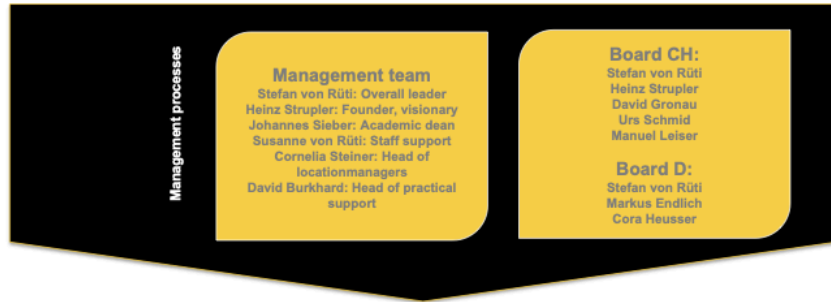 Management processes
Management team
Stefan von Rüti: Overall leader
Heinz Strupler: Founder, visionary
Johannes Sieber: Academic dean
Susanne von Rüti: Staff support
Cornelia Steiner: Head of
locationmanagers
David Burkhard: Head of practical
support
Board CH:
Stefan von Rüti
Heinz Strupler
David Gronau
Urs Schmid
Manuel Leiser
Board D:
Stefan von Rüti
Markus Endlich
Cora Heusser